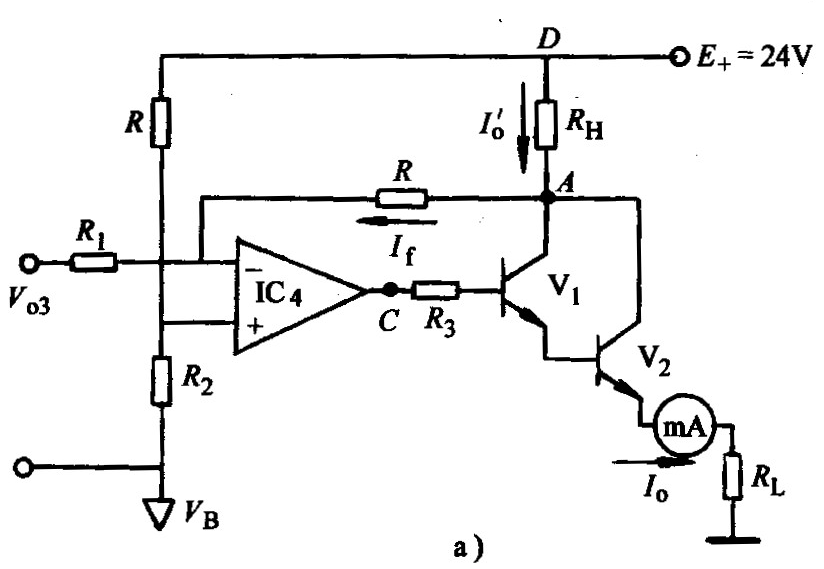 D
E+ = 24V
R
I'o
RH
R
A
R1
If
Vo3
−
IC4
+
C
R3
V1
R2
V2
mA
Io
RL
VB
a)